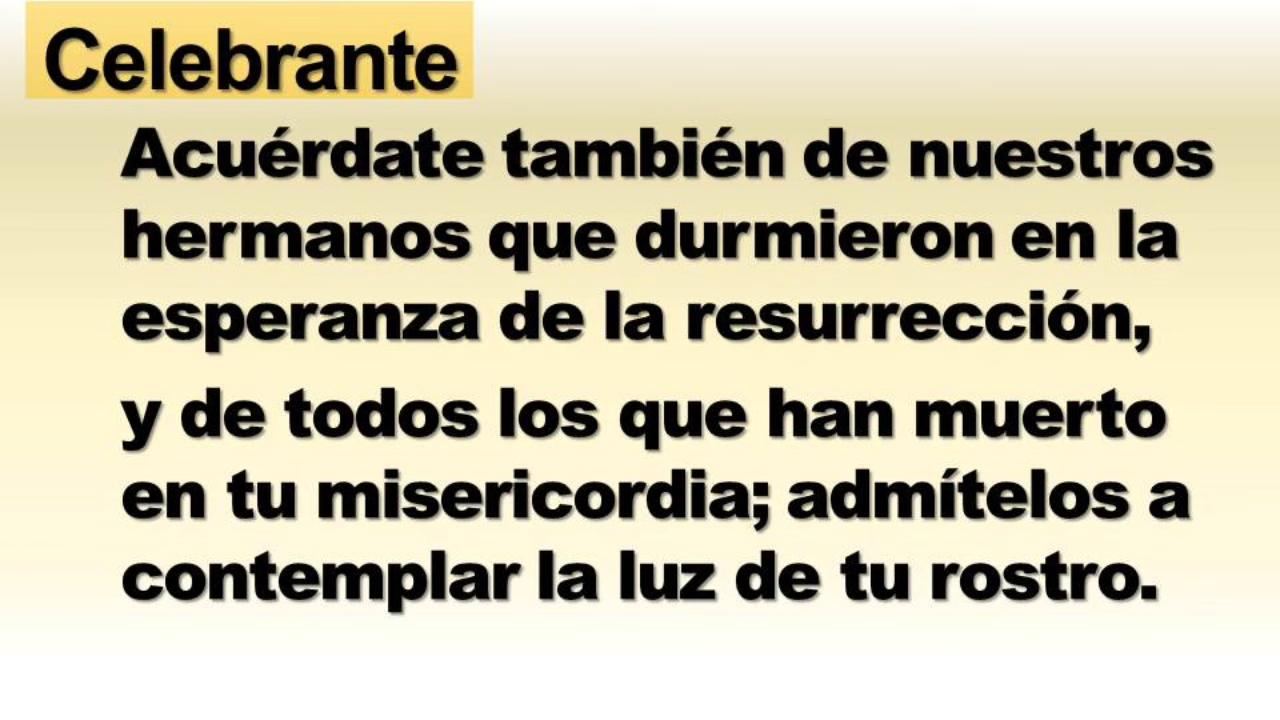 Celebrante
Acuérdate también de nuestros
hermanos que durmieron en la
esperanza de la resurrección,
y de todos los que han muerto
en tu misericordia; admítelos a
contemplar la luz de tu rostro.